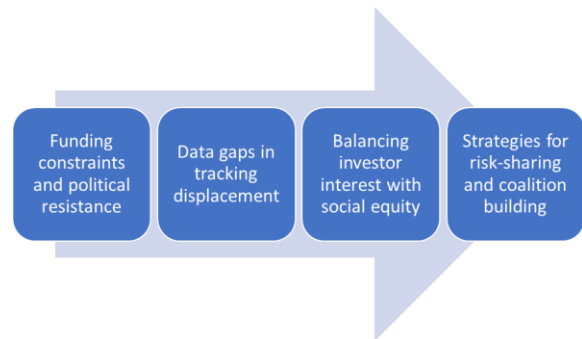 Funding
constraints
and political
resistance
Data gaps in
tracking
displacement
Balancing
investor
interest with
social equity
Strategies for
risk-sharing
and coalition
building